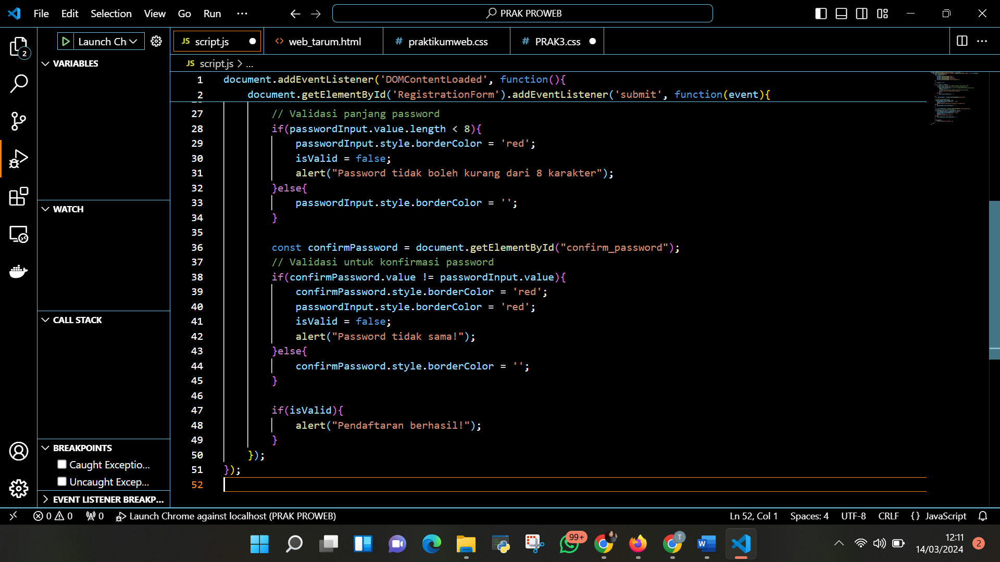 File Edit Selection View Go Run ···
PRAK PROWEB
2
Launch Ch
VARIABLES
WATCH
CALL STACK
BREAKPOINTS
Caught Exceptio...
Uncaught Excep...
EVENT LISTENER BREAKP...
JS script.js
<> web_tarum.html
# praktikumweb.css
# PRAK3.css
JS script.js > ...
1 document.addEventListener('DOMContentLoaded', function(){
2 document.getElementById('RegistrationForm').addEventListener('submit', function(event){
27 // Validasi panjang password
28 if(passwordInput.value.length < 8){
29 passwordInput.style.borderColor = 'red';
30 isValid = false;
31 alert("Password tidak boleh kurang dari 8 karakter");
32 }else{
33 passwordInput.style.borderColor = '';
34 }
35
36 const confirmPassword = document.getElementById("confirm_password");
37 // Validasi untuk konfirmasi password
38 if(confirmPassword.value != passwordInput.value){
39 confirmPassword.style.borderColor = 'red';
40 passwordInput.style.borderColor = 'red';
41 isValid = false;
42 alert("Password tidak sama!");
43 }else{
44 confirmPassword.style.borderColor = '';
45 }
46
47 if(isValid){
48 alert("Pendaftaran berhasil!");
49 }
50 });
51 });
52
0 0 0 Launch Chrome against localhost (PRAK PROWEB)
Ln 52, Col 1 Spaces: 4 UTF-8 CRLF {} JavaScript
99+
T
W
12:11
14/03/2024
2